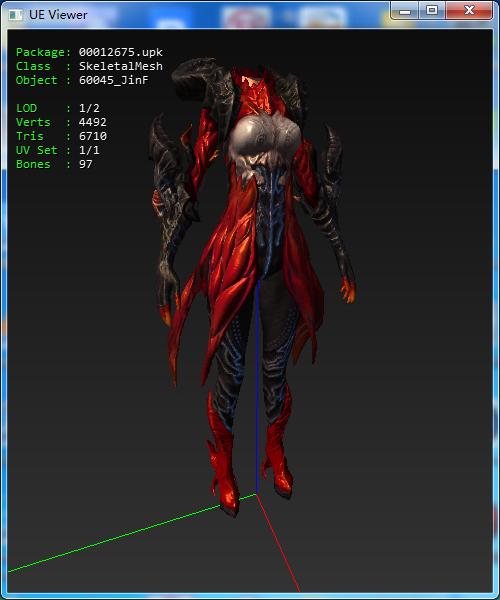 UE Viewer
Package: 00012675.upk
Class : SkeletalMesh
Object : 60045_JinF
LOD : 1/2
Verts : 4492
Tris : 6710
UV Set : 1/1
Bones : 97